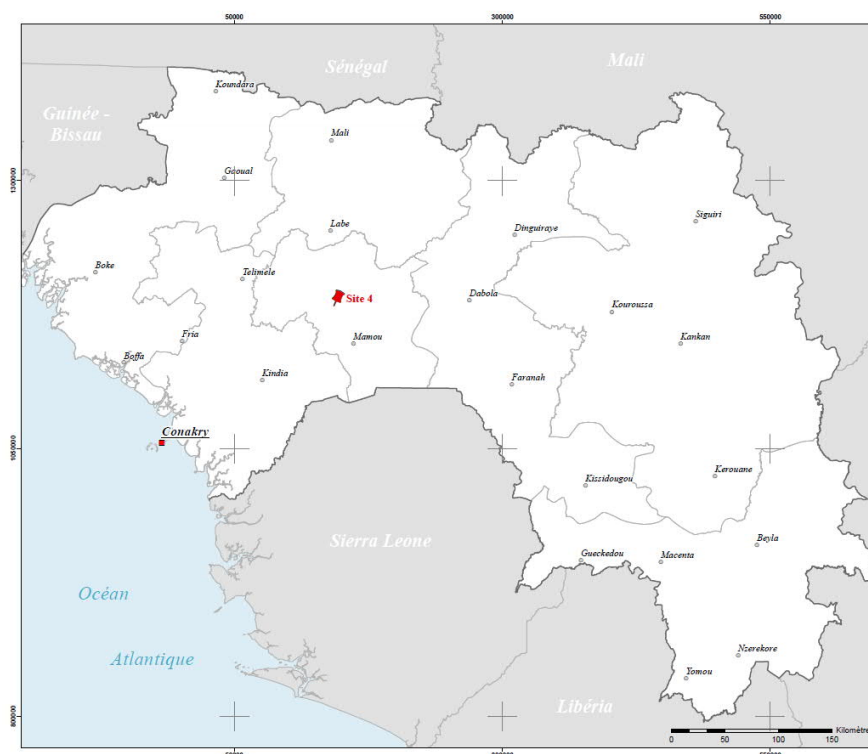 50000
300000
550000
Sénégal
Mali
Koundara
Guinée -
Bissau
Mali
Gaoual
1300000
Siguiri
Labe
Dinguiraye
Boke
Telimele
Site 4
Dabola
Kouroussa
Fria
Mamou
Kankan
Boffa
Kindia
Faranah
Conakry
1050000
Kissidougou
Kerouane
Sierra Leone
Beyla
Gueckedou
Macenta
Océan
Atlantique
Nzerekore
Yomou
Libéria
800000
Kilomètre
0 50 100 150